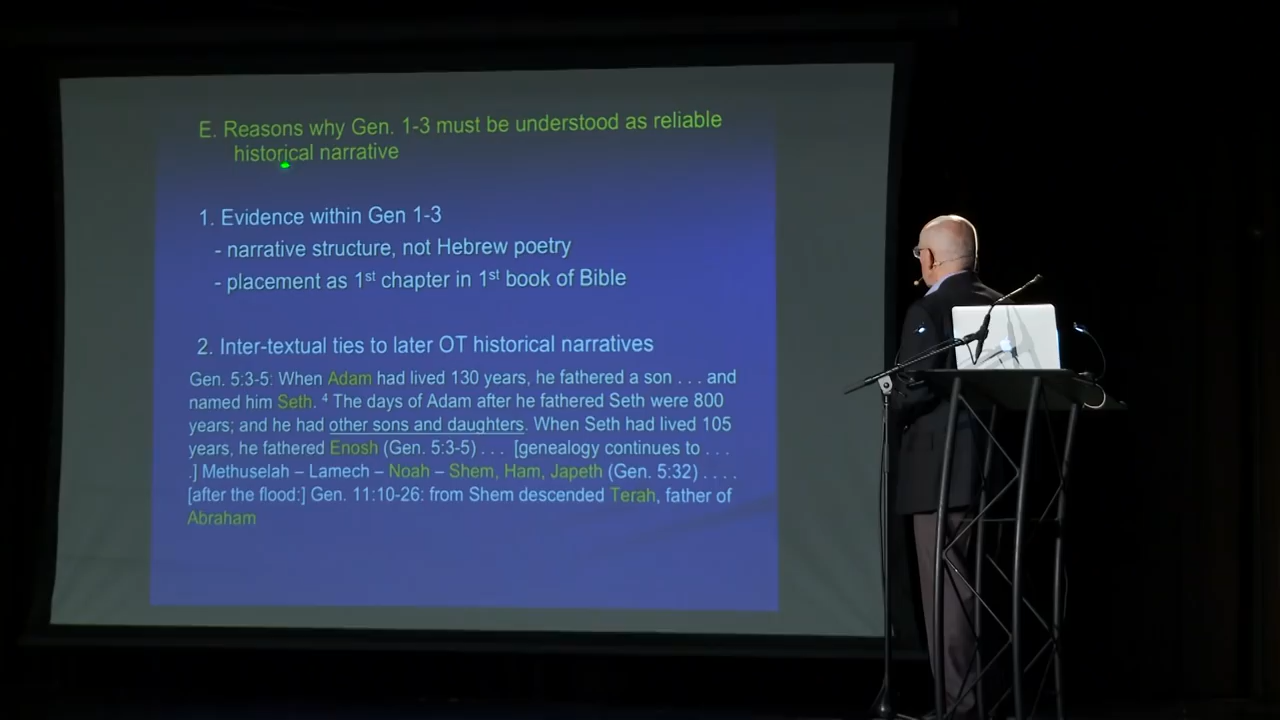 E. Reasons why Gen. 1-3 must be understood as reliable
historical narrative
1. Evidence within Gen 1-3
- narrative structure, not Hebrew poetry
- placement as 1st chapter in 1st book of Bible
2. Inter-textual ties to later OT historical narratives
Gen. 5:3-5: When Adam had lived 130 years, he fathered a son . . . and
named him Seth. ⁴ The days of Adam after he fathered Seth were 800
years; and he had other sons and daughters. When Seth had lived 105
years, he fathered Enosh (Gen. 5:3-5) . . . [genealogy continues to . . .
.] Methuselah – Lamech – Noah – Shem, Ham, Japeth (Gen. 5:32) . . . .
[after the flood:] Gen. 11:10-26: from Shem descended Terah, father of
Abraham